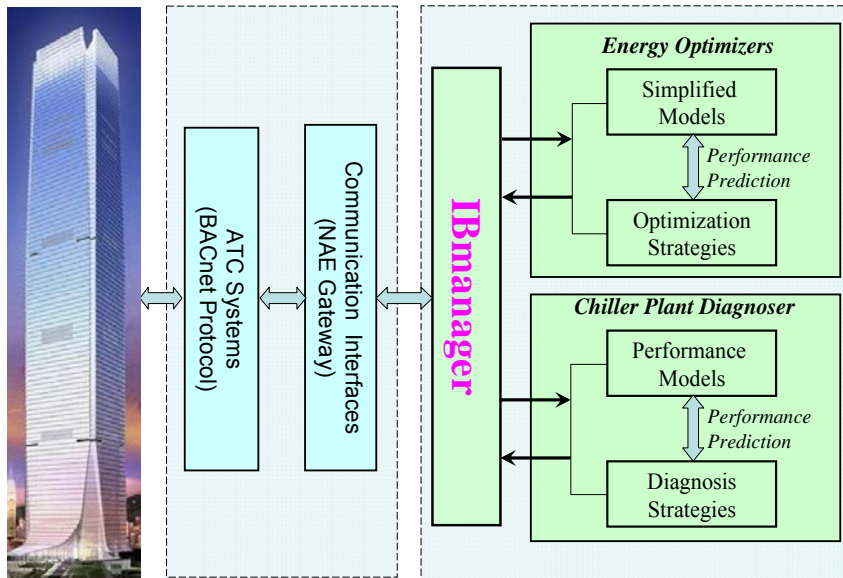 ATC Systems
(BACnet Protocol)
Communication Interfaces
(NAE Gateway)
IBmanager
Energy Optimizers
Simplified
Models
Performance
Prediction
Optimization
Strategies
Chiller Plant Diagnoser
Performance
Models
Performance
Prediction
Diagnosis
Strategies